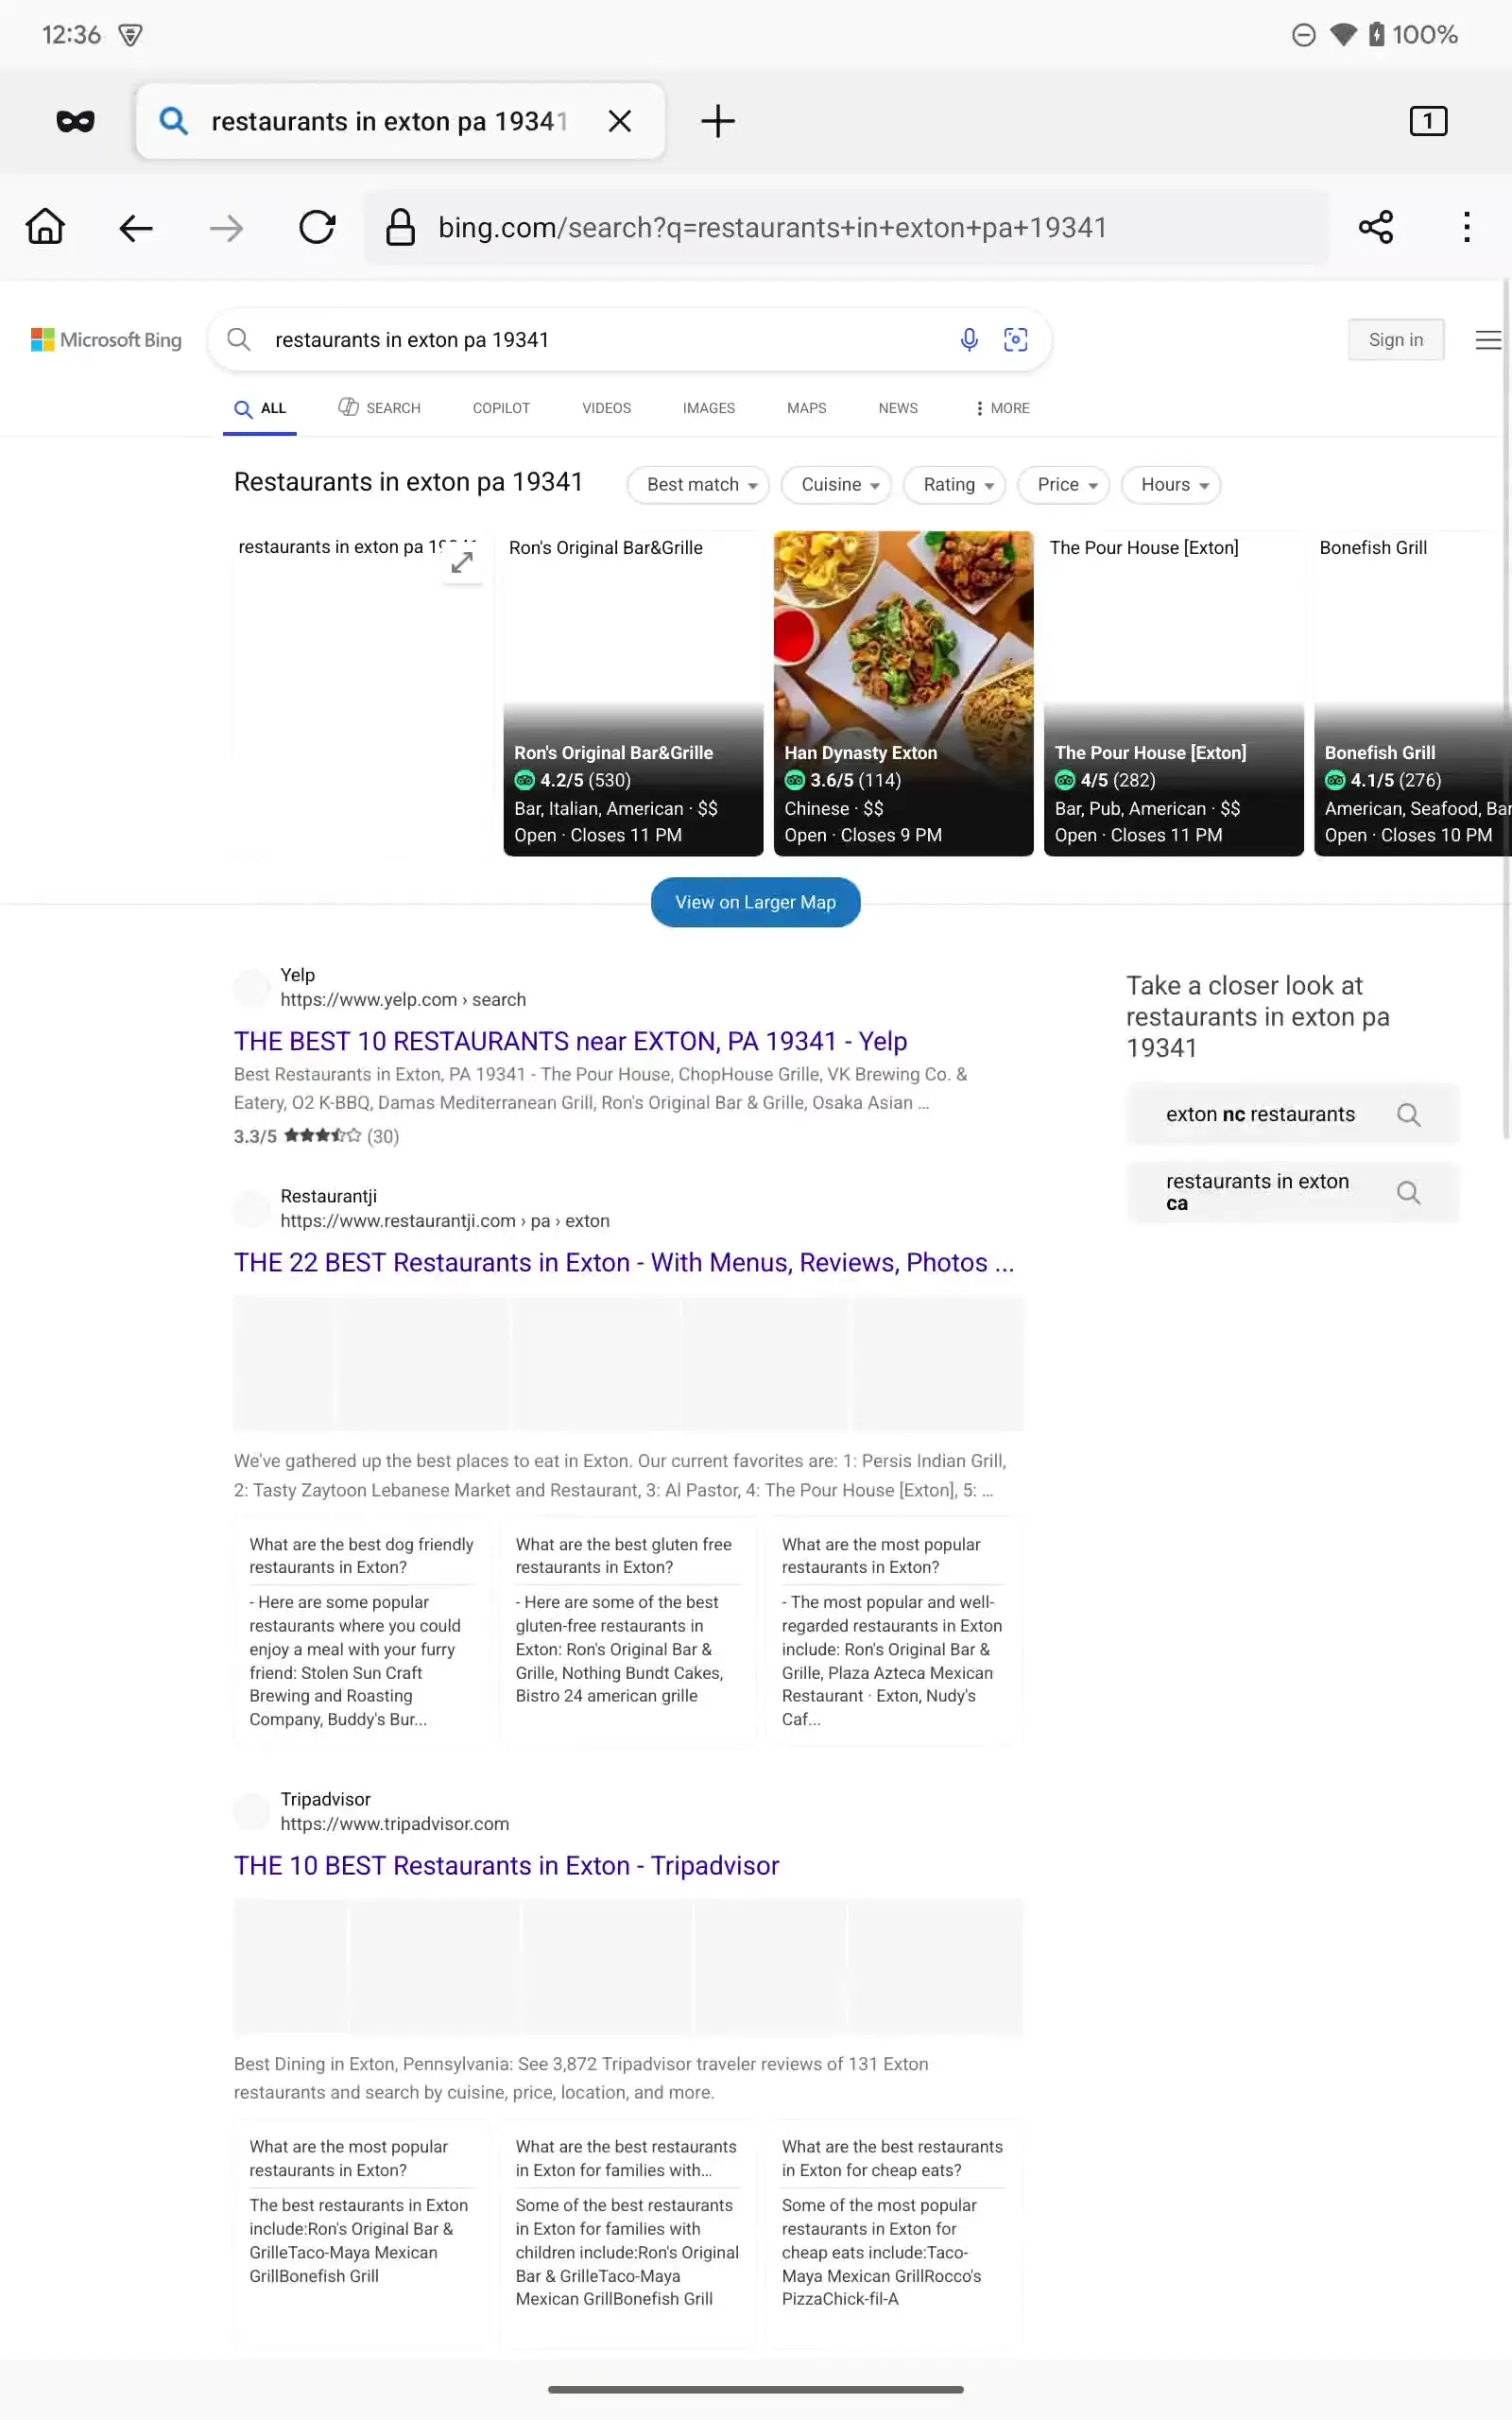 12:36
100%
restaurants in exton pa 19341
1
bing.com/search?q=restaurants+in+exton+pa+19341
Microsoft Bing
restaurants in exton pa 19341
Sign in
ALL
SEARCH
COPILOT
VIDEOS
IMAGES
MAPS
NEWS
MORE
Restaurants in exton pa 19341
Best match
Cuisine
Rating
Price
Hours
restaurants in exton pa 19341
Ron's Original Bar&Grille
The Pour House [Exton]
Bonefish Grill
Ron's Original Bar&Grille
4.2/5 (530)
Bar, Italian, American · $$
Open · Closes 11 PM
Han Dynasty Exton
3.6/5 (114)
Chinese · $$
Open · Closes 9 PM
The Pour House [Exton]
4/5 (282)
Bar, Pub, American · $$
Open · Closes 11 PM
Bonefish Grill
4.1/5 (276)
American, Seafood, Bar
Open · Closes 10 PM
View on Larger Map
Yelp
https://www.yelp.com › search
THE BEST 10 RESTAURANTS near EXTON, PA 19341 - Yelp
Best Restaurants in Exton, PA 19341 - The Pour House, ChopHouse Grille, VK Brewing Co. &
Eatery, O2 K-BBQ, Damas Mediterranean Grill, Ron's Original Bar & Grille, Osaka Asian ...
3.3/5 (30)
Restaurantji
https://www.restaurantji.com › pa › exton
THE 22 BEST Restaurants in Exton - With Menus, Reviews, Photos ...
We've gathered up the best places to eat in Exton. Our current favorites are: 1: Persis Indian Grill,
2: Tasty Zaytoon Lebanese Market and Restaurant, 3: Al Pastor, 4: The Pour House [Exton], 5: ...
What are the best dog friendly
restaurants in Exton?
- Here are some popular
restaurants where you could
enjoy a meal with your furry
friend: Stolen Sun Craft
Brewing and Roasting
Company, Buddy's Bur...
What are the best gluten free
restaurants in Exton?
- Here are some of the best
gluten-free restaurants in
Exton: Ron's Original Bar &
Grille, Nothing Bundt Cakes,
Bistro 24 american grille
What are the most popular
restaurants in Exton?
- The most popular and well-
regarded restaurants in Exton
include: Ron's Original Bar &
Grille, Plaza Azteca Mexican
Restaurant · Exton, Nudy's
Caf...
Tripadvisor
https://www.tripadvisor.com
THE 10 BEST Restaurants in Exton - Tripadvisor
Best Dining in Exton, Pennsylvania: See 3,872 Tripadvisor traveler reviews of 131 Exton
restaurants and search by cuisine, price, location, and more.
What are the most popular
restaurants in Exton?
The best restaurants in Exton
include:Ron's Original Bar &
GrilleTaco-Maya Mexican
GrillBonefish Grill
What are the best restaurants
in Exton for families with...
Some of the best restaurants
in Exton for families with
children include:Ron's Original
Bar & GrilleTaco-Maya
Mexican GrillBonefish Grill
What are the best restaurants
in Exton for cheap eats?
Some of the most popular
restaurants in Exton for
cheap eats include:Taco-
Maya Mexican GrillRocco's
PizzaChick-fil-A
Take a closer look at
restaurants in exton pa
19341
exton nc restaurants
restaurants in exton
ca